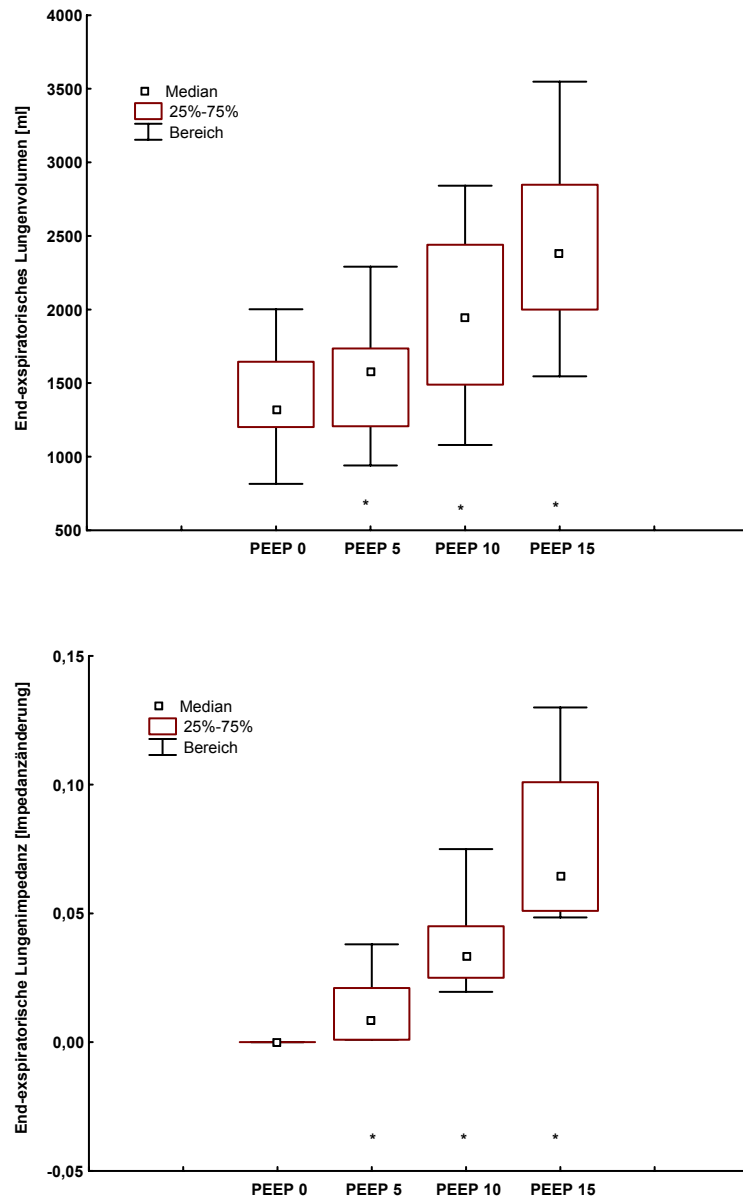 4000
3500
3000
2500
2000
1500
1000
500
End-exspiratorisches Lungenvolumen [ml]
Median
25%-75%
Bereich
* * *
PEEP 0 PEEP 5 PEEP 10 PEEP 15
0,15
0,10
0,05
0,00
-0,05
End-exspiratorische Lungenimpedanz [Impedanzänderung]
Median
25%-75%
Bereich
* * *
PEEP 0 PEEP 5 PEEP 10 PEEP 15